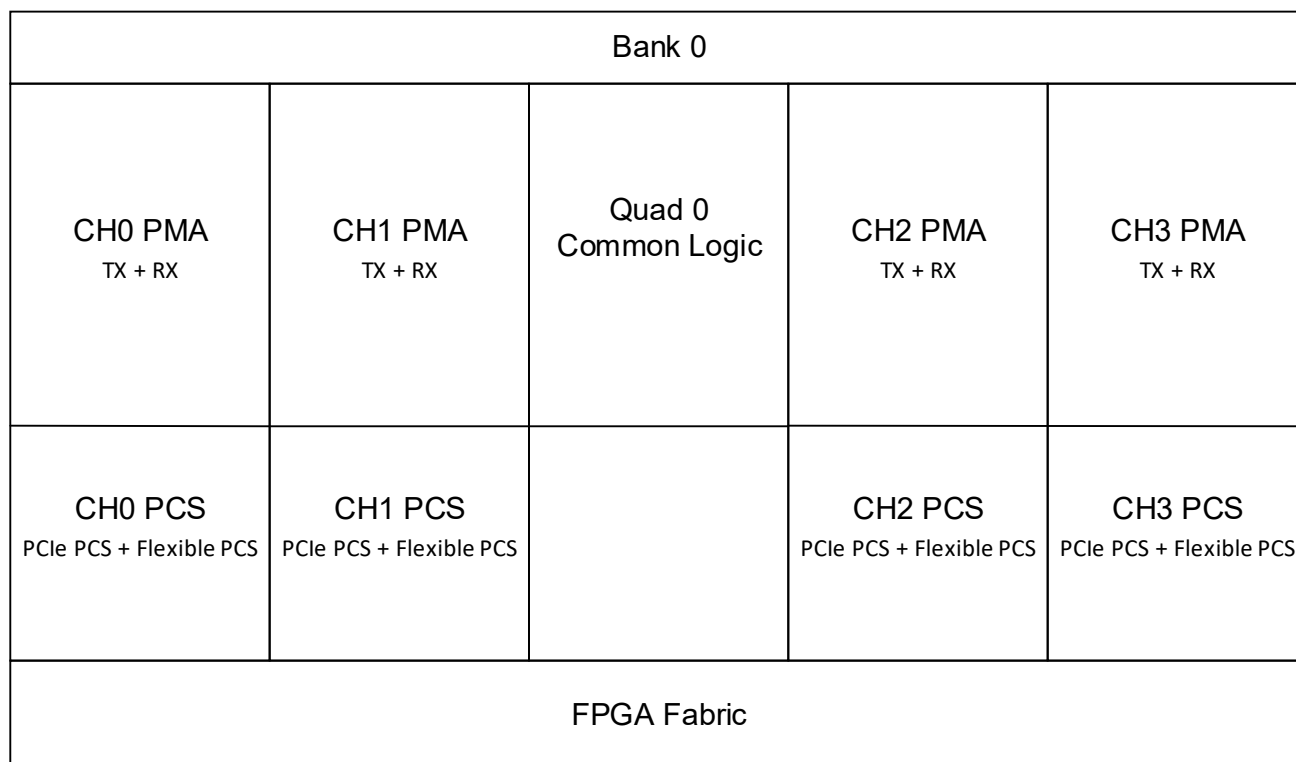 Bank 0
CH0 PMA
TX + RX
CH1 PMA
TX + RX
Quad 0
Common Logic
CH2 PMA
TX + RX
CH3 PMA
TX + RX
CH0 PCS
PCIe PCS + Flexible PCS
CH1 PCS
PCIe PCS + Flexible PCS
CH2 PCS
PCIe PCS + Flexible PCS
CH3 PCS
PCIe PCS + Flexible PCS
FPGA Fabric